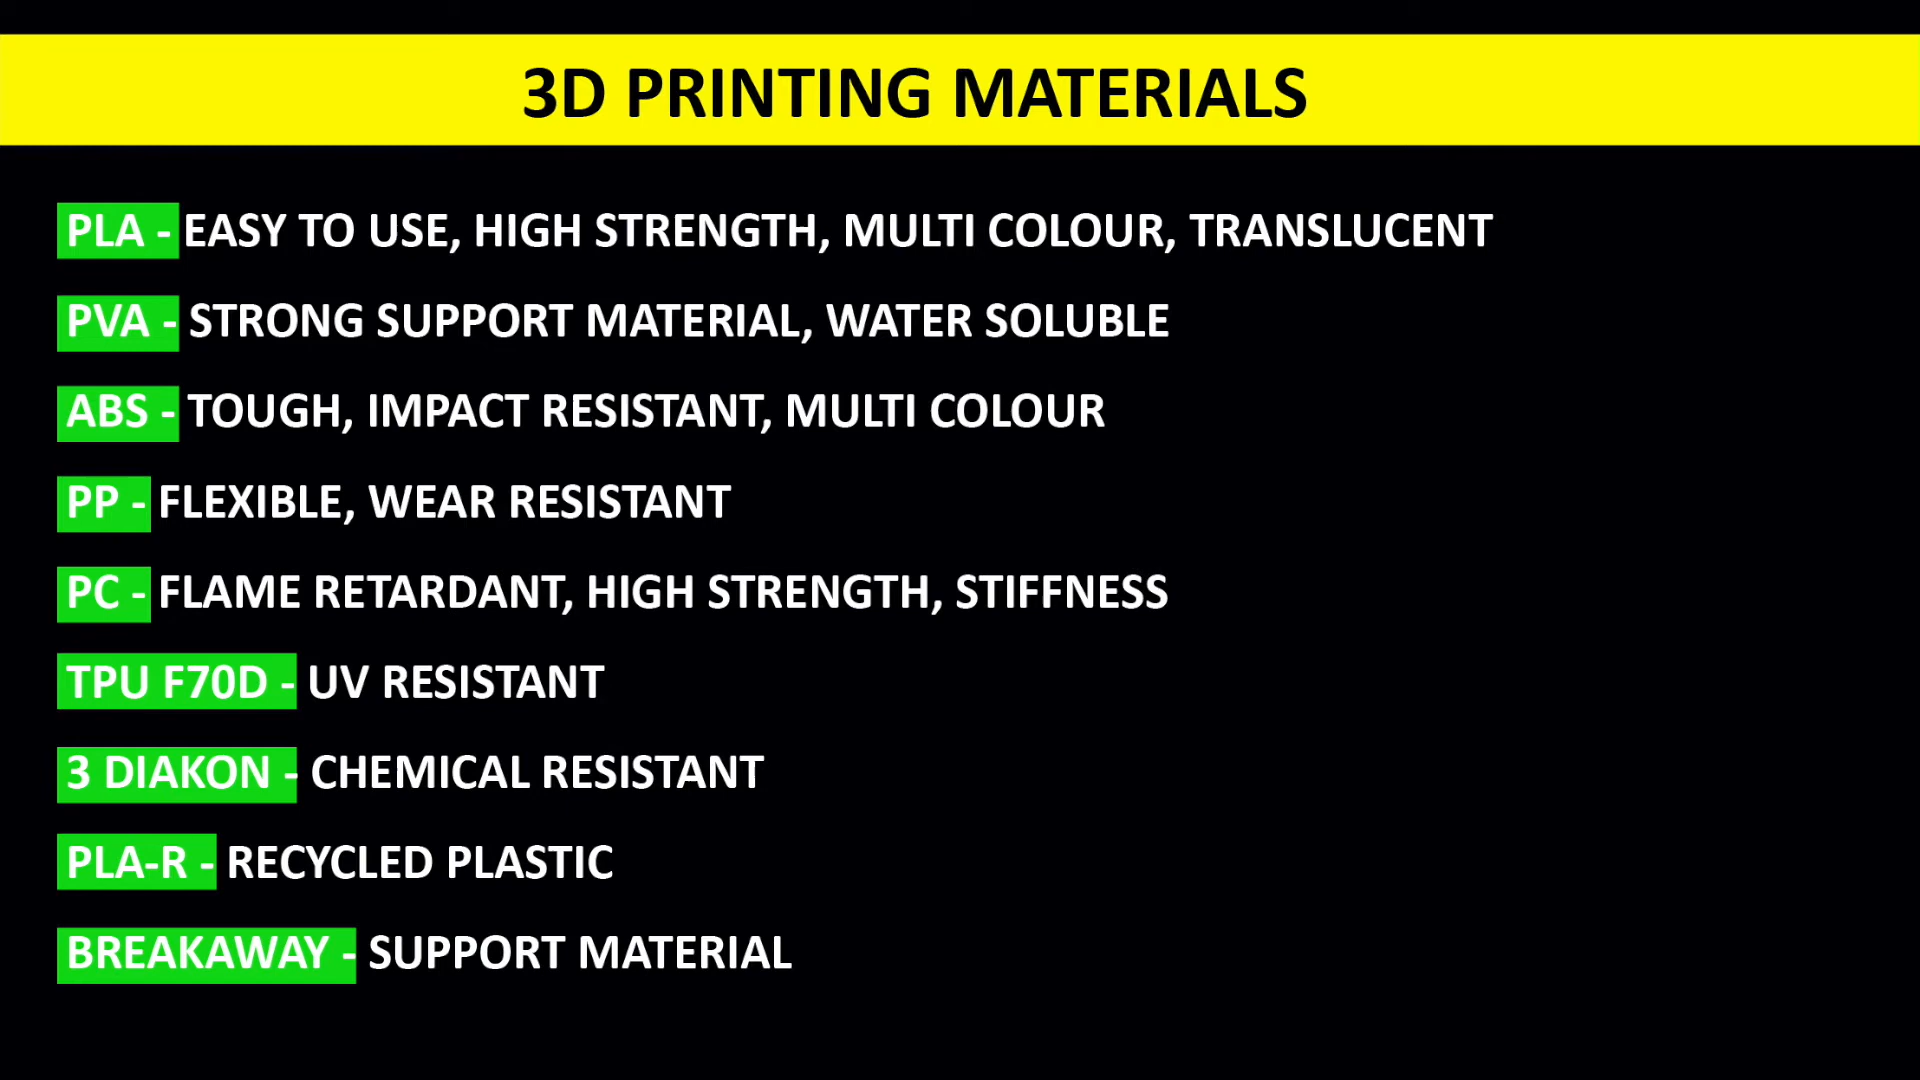 3D PRINTING MATERIALS
PLA - EASY TO USE, HIGH STRENGTH, MULTI COLOUR, TRANSLUCENT
PVA - STRONG SUPPORT MATERIAL, WATER SOLUBLE
ABS - TOUGH, IMPACT RESISTANT, MULTI COLOUR
PP - FLEXIBLE, WEAR RESISTANT
PC - FLAME RETARDANT, HIGH STRENGTH, STIFFNESS
TPU F70D - UV RESISTANT
3 DIAKON - CHEMICAL RESISTANT
PLA-R - RECYCLED PLASTIC
BREAKAWAY - SUPPORT MATERIAL